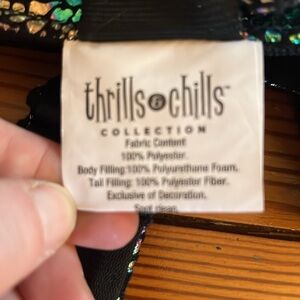 thrills & chills™
COLLECTION
Fabric Content
100% Polyester.
Body Filling: 100% Polyurethane Foam.
Tail Filling: 100% Polyester Fiber.
Exclusive of Decoration.
Spot clean.